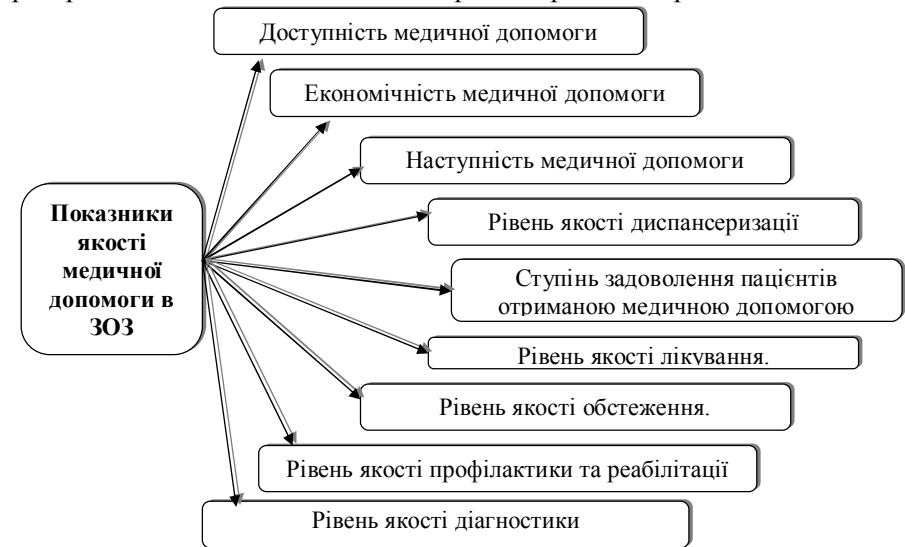 Доступність медичної допомоги
Економічність медичної допомоги
Наступність медичної допомоги
Показники
якості
медичної
допомоги в
ЗОЗ
Рівень якості диспансеризації
Ступінь задоволення пацієнтів
отриманою медичною допомогою
Рівень якості лікування.
Рівень якості обстеження.
Рівень якості профілактики та реабілітації
Рівень якості діагностики